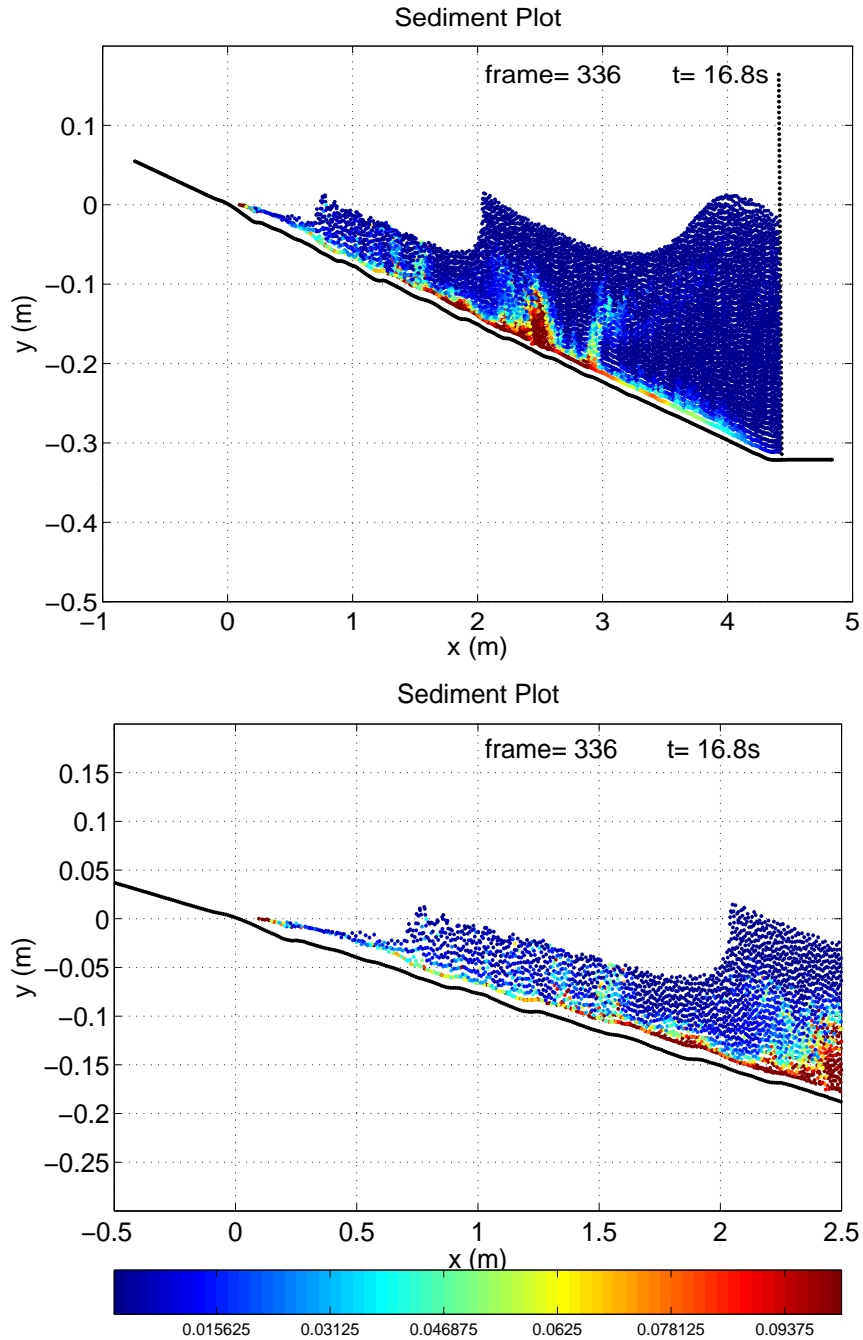 Sediment Plot
frame= 336 t= 16.8s
0.1
0
−0.1
−0.2
−0.3
−0.4
−0.5
y (m)
−1 0 1 2 3 4 5
x (m)
Sediment Plot
frame= 336 t= 16.8s
0.15
0.1
0.05
0
−0.05
−0.1
−0.15
−0.2
−0.25
y (m)
−0.5 0 0.5 1 1.5 2 2.5
x (m)
0.015625 0.03125 0.046875 0.0625 0.078125 0.09375